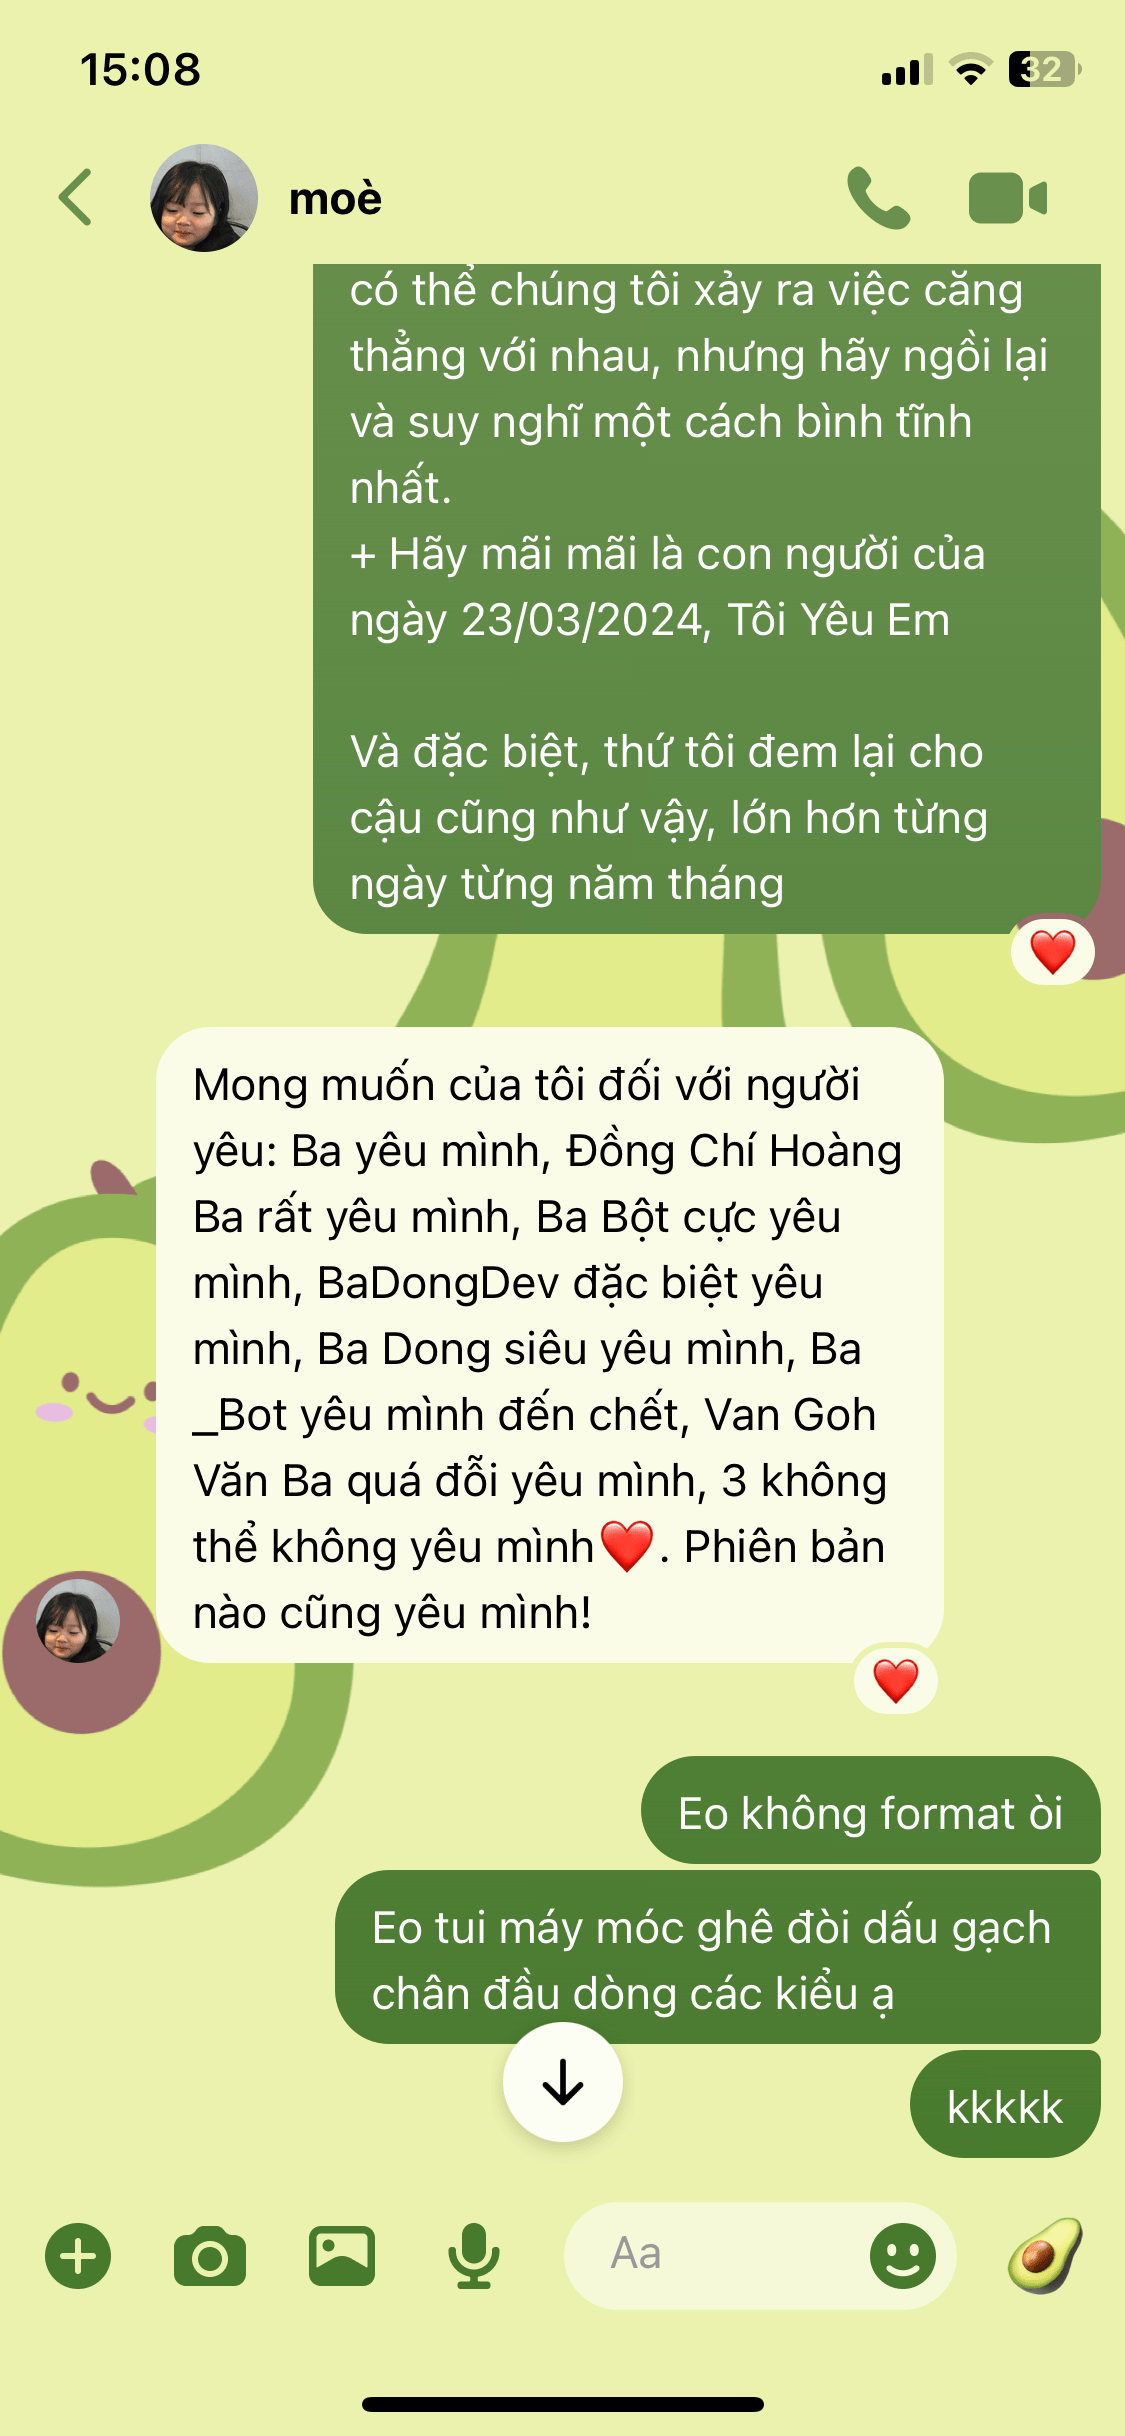 15:08
32
moè
có thể chúng tôi xảy ra việc căng
thẳng với nhau, nhưng hãy ngồi lại
và suy nghĩ một cách bình tĩnh
nhất.
+ Hãy mãi mãi là con người của
ngày 23/03/2024, Tôi Yêu Em
Và đặc biệt, thứ tôi đem lại cho
cậu cũng như vậy, lớn hơn từng
ngày từng năm tháng
❤️
Mong muốn của tôi đối với người
yêu: Ba yêu mình, Đồng Chí Hoàng
Ba rất yêu mình, Ba Bột cực yêu
mình, BaDongDev đặc biệt yêu
mình, Ba Dong siêu yêu mình, Ba
_Bot yêu mình đến chết, Van Goh
Văn Ba quá đỗi yêu mình, 3 không
thể không yêu mình❤️. Phiên bản
nào cũng yêu mình!
❤️
Eo không format òi
Eo tui máy móc ghê đòi dấu gạch
chân đầu dòng các kiểu ạ
kkkkk
Aa